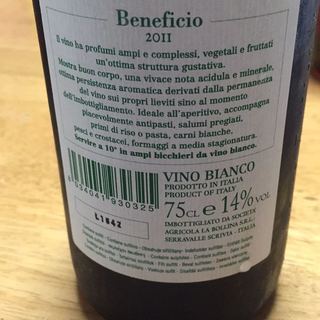 Beneficio
2011
Il vino ha profumi ampi e complessi, vegetali e fruttati
un'ottima struttura gustativa.
Mostra buon corpo, una vivace nota acidula e minerale,
ottima persistenza aromatica derivati dalla permanenza
del vino sui propri lieviti sino al momento
dell'imbottigliamento. Ideale all'aperitivo, accompagna
piacevolmente antipasti, salumi pregiati,
primi di riso o pasta, carni bianche,
pesci e crostacei, formaggi a media stagionatura.
Servire a 10° in ampi bicchieri da vino bianco.
VINO BIANCO
PRODOTTO IN ITALIA
PRODUCT OF ITALY
75CL e 14%VOL
IMBOTTIGLIATO DA SOCIETA'
AGRICOLA LA BOLLINA S.R.L.
SERRAVALLE SCRIVIA - ITALIA
8034041930325
L1842